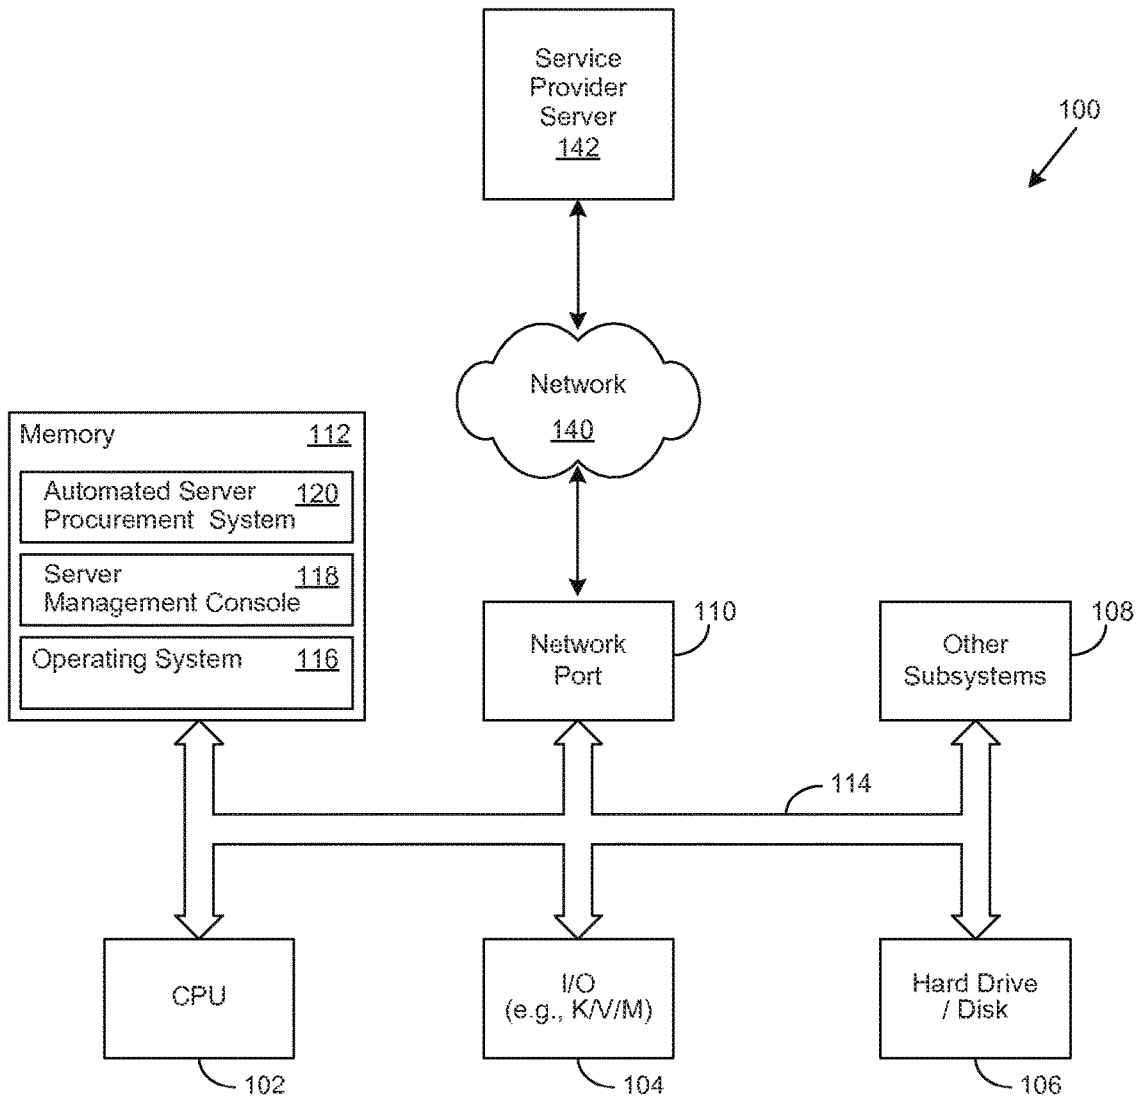 Service
Provider
Server
142
100
Network
140
Memory 112
Automated Server 120
Procurement System
Server 118
Management Console
Operating System 116
110
Network
Port
108
Other
Subsystems
114
CPU
102
I/O
(e.g., K/V/M)
104
Hard Drive
/ Disk
106